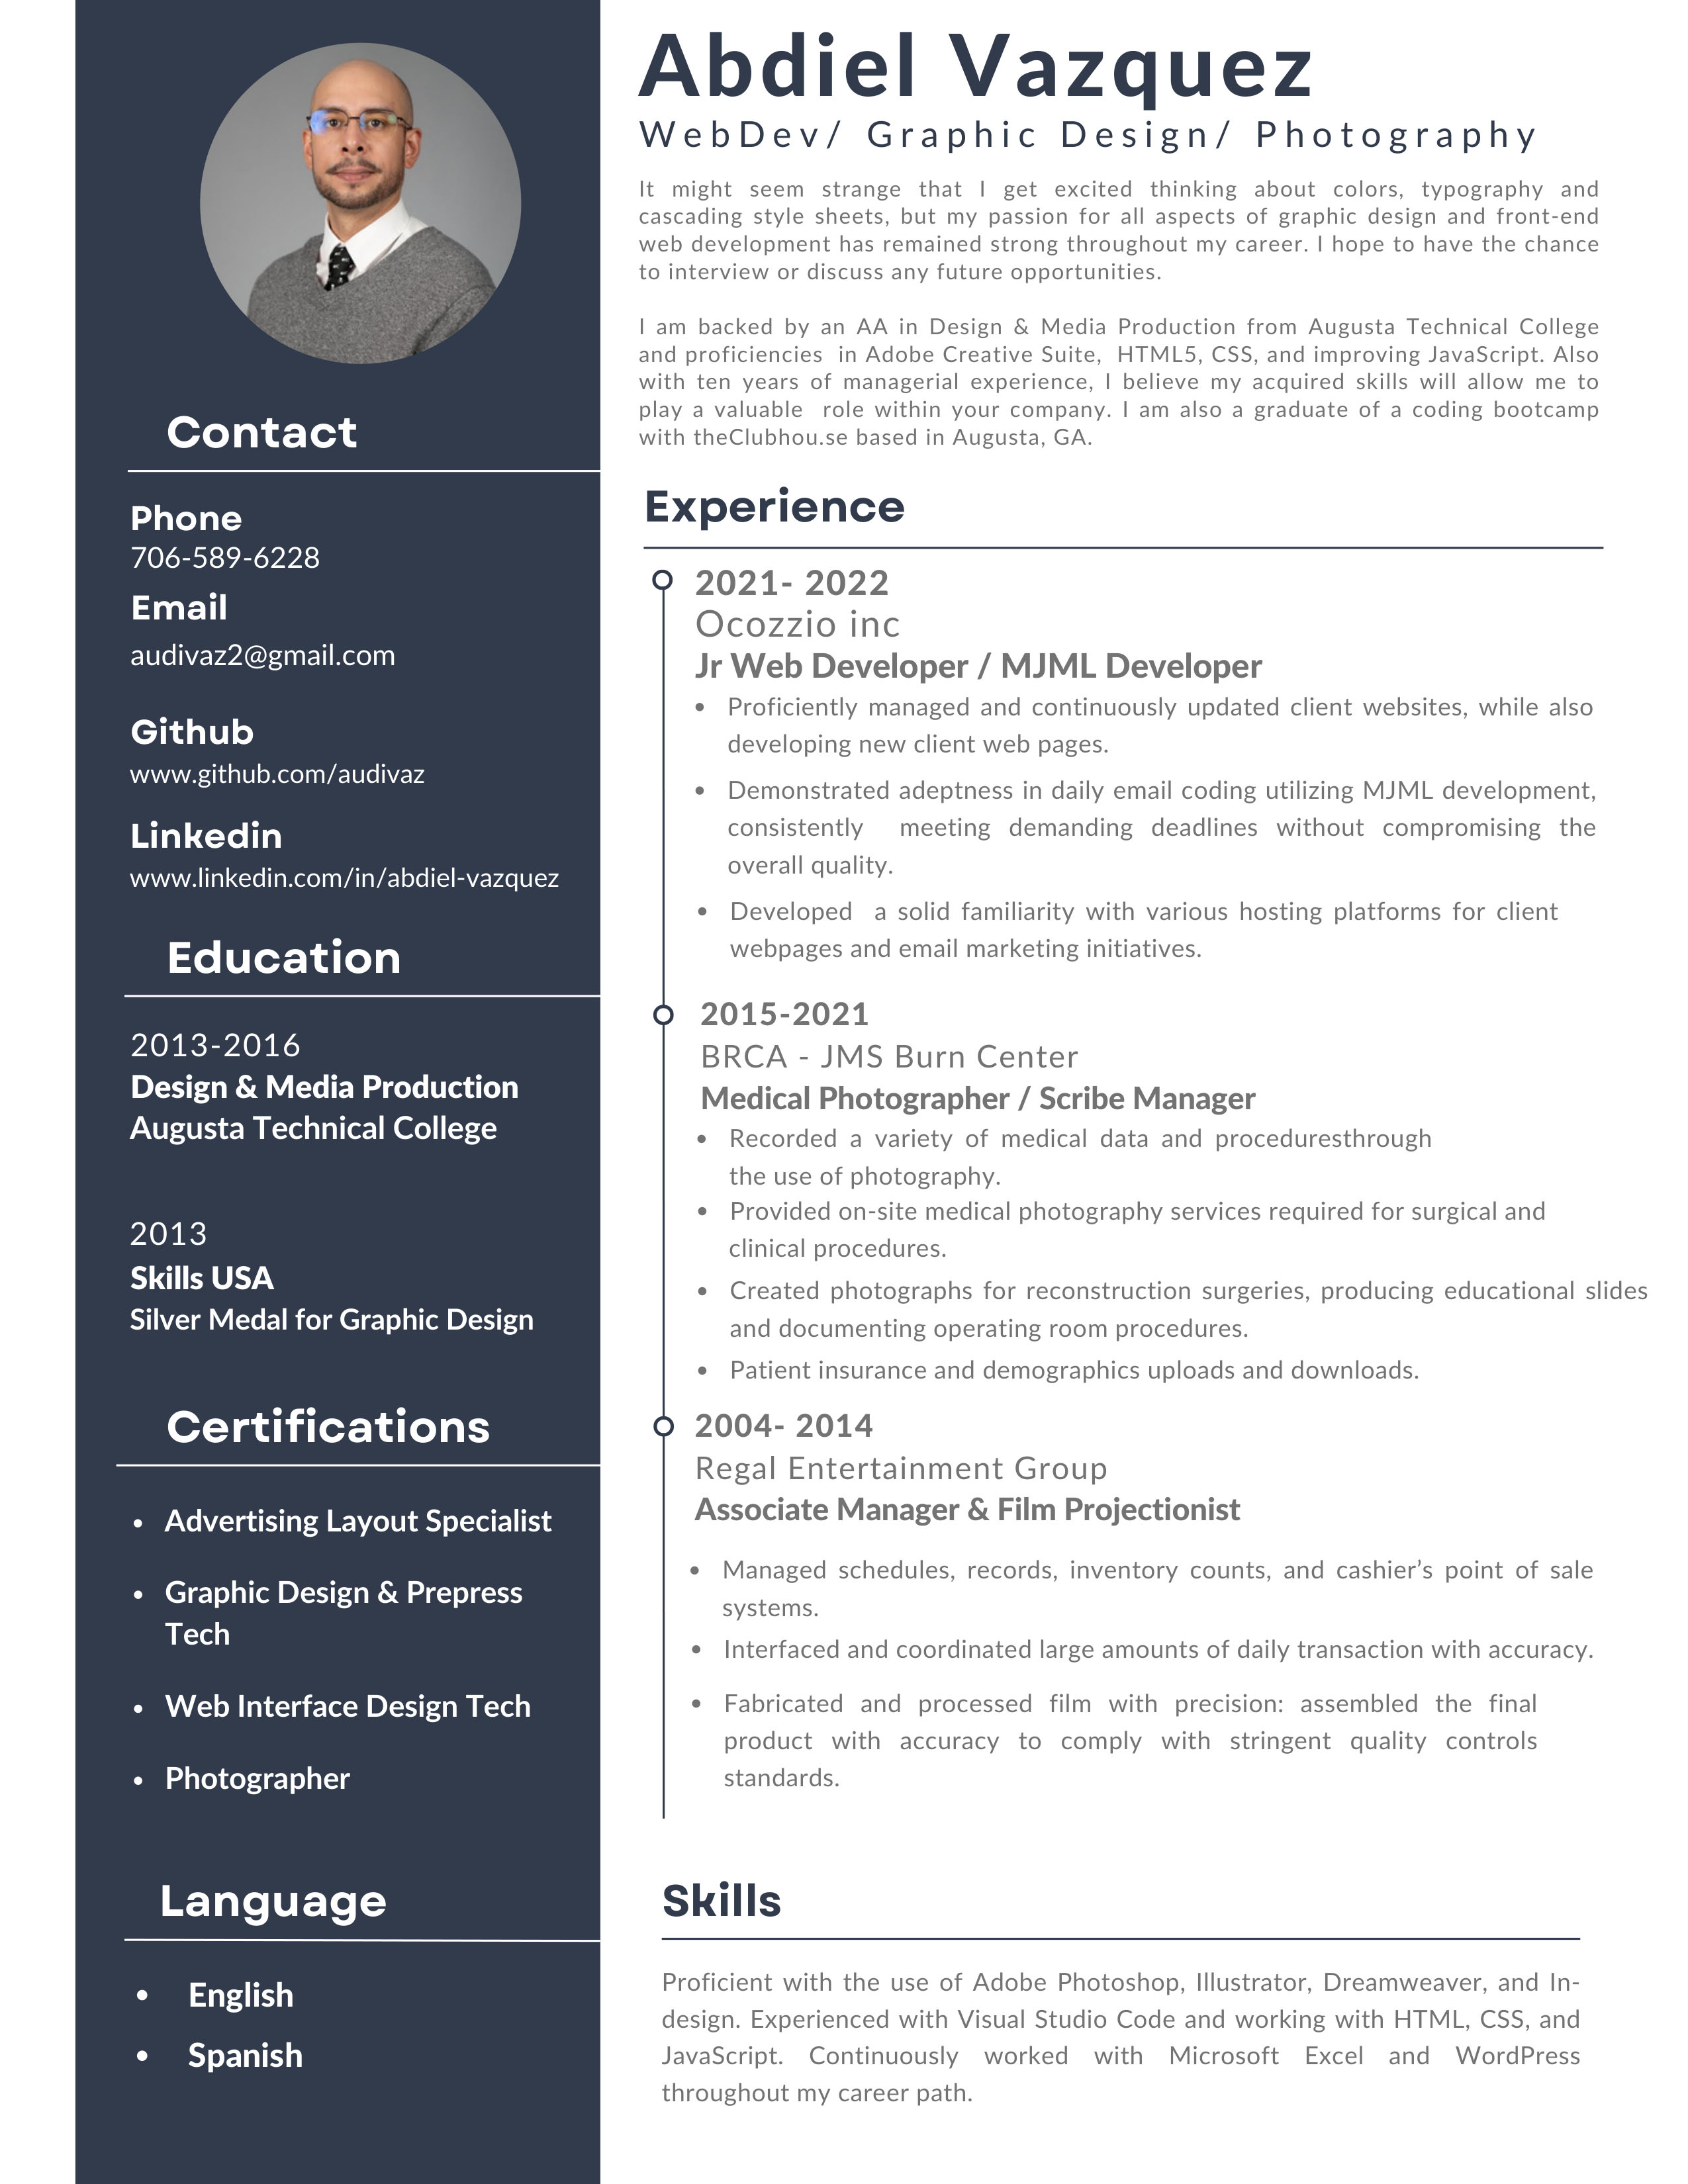 Abdiel Vazquez
WebDev/ Graphic Design/ Photography
It might seem strange that I get excited thinking about colors, typography and
cascading style sheets, but my passion for all aspects of graphic design and front-end
web development has remained strong throughout my career. I hope to have the chance
to interview or discuss any future opportunities.
I am backed by an AA in Design & Media Production from Augusta Technical College
and proficiencies in Adobe Creative Suite, HTML5, CSS, and improving JavaScript. Also
with ten years of managerial experience, I believe my acquired skills will allow me to
play a valuable role within your company. I am also a graduate of a coding bootcamp
with theClubhou.se based in Augusta, GA.
Contact
Phone
706-589-6228
Email
audivaz2@gmail.com
Github
www.github.com/audivaz
Linkedin
www.linkedin.com/in/abdiel-vazquez
Education
2013-2016
Design & Media Production
Augusta Technical College
2013
Skills USA
Silver Medal for Graphic Design
Certifications
• Advertising Layout Specialist
• Graphic Design & Prepress
Tech
• Web Interface Design Tech
• Photographer
Language
• English
• Spanish
Experience
2021- 2022
Ocozzio inc
Jr Web Developer / MJML Developer
• Proficiently managed and continuously updated client websites, while also
developing new client web pages.
• Demonstrated adeptness in daily email coding utilizing MJML development,
consistently meeting demanding deadlines without compromising the
overall quality.
• Developed a solid familiarity with various hosting platforms for client
webpages and email marketing initiatives.
2015-2021
BRCA - JMS Burn Center
Medical Photographer / Scribe Manager
• Recorded a variety of medical data and proceduresthrough
the use of photography.
• Provided on-site medical photography services required for surgical and
clinical procedures.
• Created photographs for reconstruction surgeries, producing educational slides
and documenting operating room procedures.
• Patient insurance and demographics uploads and downloads.
2004- 2014
Regal Entertainment Group
Associate Manager & Film Projectionist
• Managed schedules, records, inventory counts, and cashier’s point of sale
systems.
• Interfaced and coordinated large amounts of daily transaction with accuracy.
• Fabricated and processed film with precision: assembled the final
product with accuracy to comply with stringent quality controls
standards.
Skills
Proficient with the use of Adobe Photoshop, Illustrator, Dreamweaver, and In-
design. Experienced with Visual Studio Code and working with HTML, CSS, and
JavaScript. Continuously worked with Microsoft Excel and WordPress
throughout my career path.